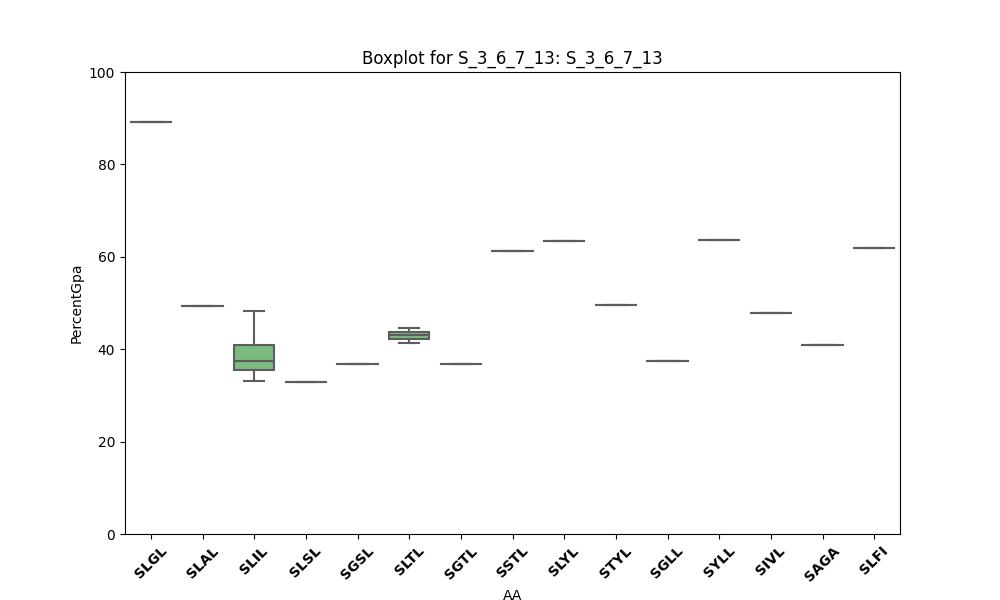 Boxplot for S_3_6_7_13: S_3_6_7_13
100
80
60
40
20
0
PercentGpa
SLGL SLAL SLIL SLSL SGSL SLTL SGTL SSTL SLYL STYL SGLL SYLL SIVL SAGA SLFI
AA